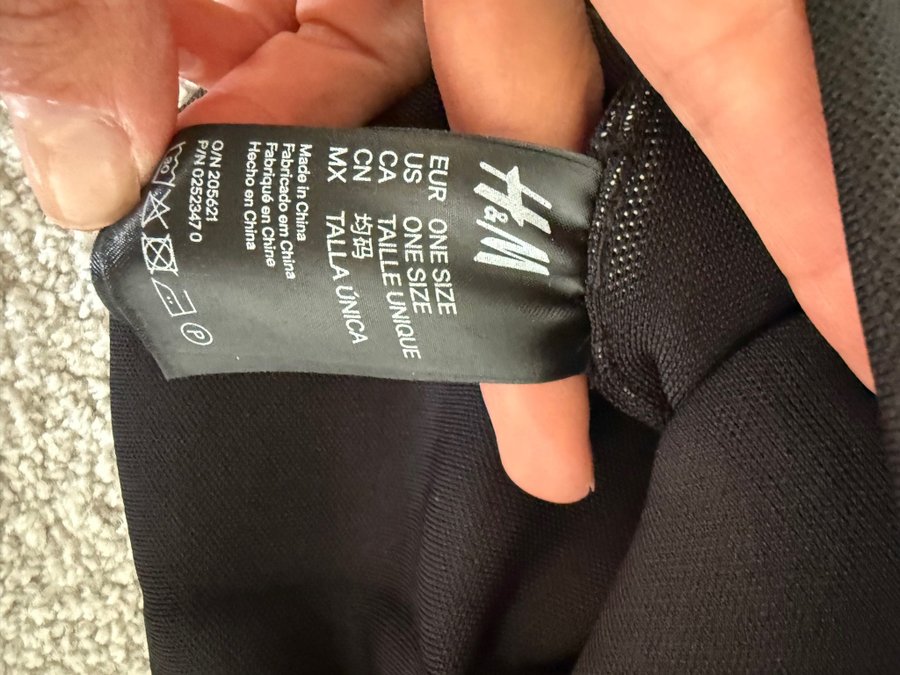 H&M
EUR ONE SIZE
US ONE SIZE
CA TAILLE UNIQUE
CN 均码
MX TALLA ÚNICA
Made in China
Fabricado em China
Fabriqué en Chine
Hecho en China
O/N 205621
P/N 02523470
P